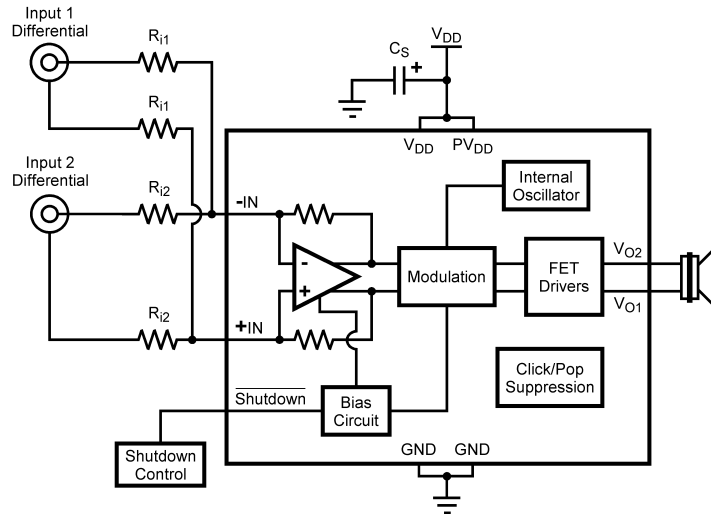 Input 1
Differential
Ri1
Ri1
Input 2
Differential
Ri2
Ri2
CS
+
VDD
VDD
PVDD
Internal
Oscillator
-IN
-
+
+IN
Modulation
FET
Drivers
VO2
VO1
Click/Pop
Suppression
Shutdown
Bias
Circuit
Shutdown
Control
GND
GND